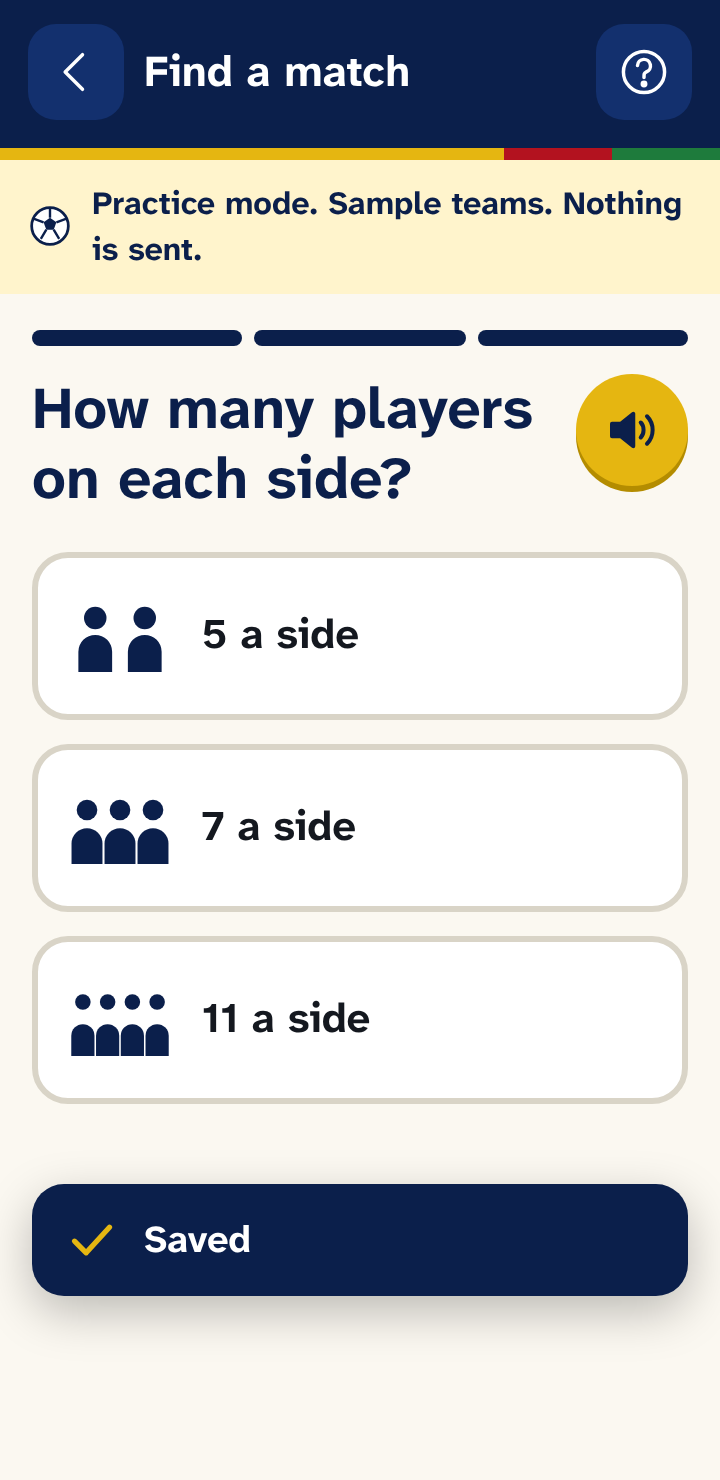 Find a match
Practice mode. Sample teams. Nothing
is sent.
How many players
on each side?
5 a side
7 a side
11 a side
Saved